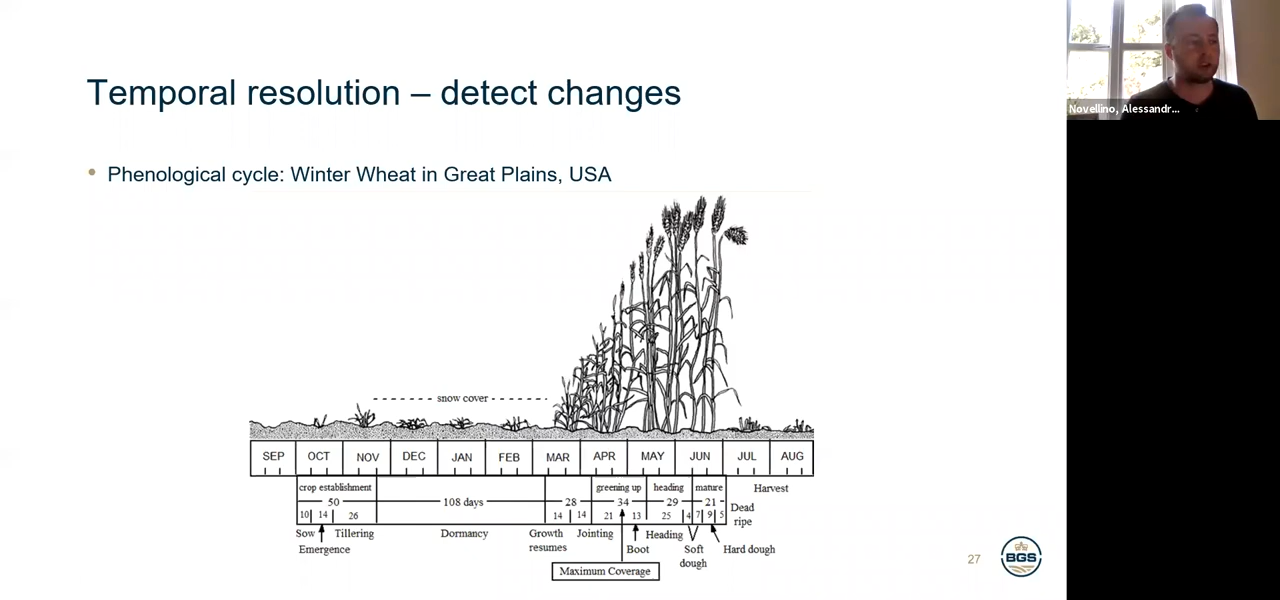 Temporal resolution – detect changes
Novellino, Alessandr...
• Phenological cycle: Winter Wheat in Great Plains, USA
snow cover
SEP OCT NOV DEC JAN FEB MAR APR MAY JUN JUL AUG
crop establishment greening up heading mature Harvest
50 108 days 28 34 29 21
10 14 26 14 14 21 13 25 4 7 9 5
Dead
ripe
Sow Tillering Dormancy Growth Jointing Heading
Emergence resumes Boot Soft Hard dough
dough
Maximum Coverage
27
BGS